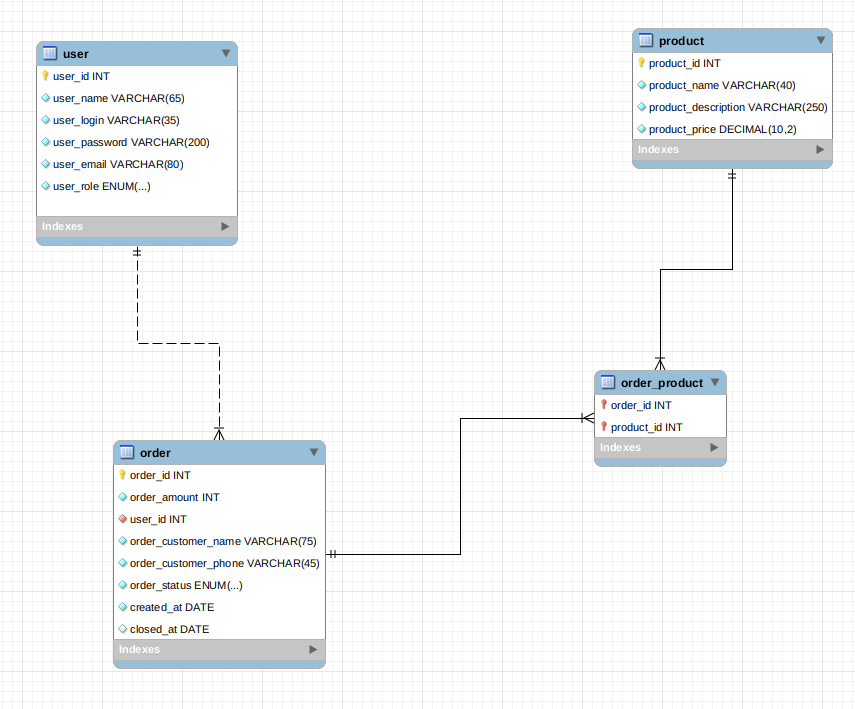 user
user_id INT
user_name VARCHAR(65)
user_login VARCHAR(35)
user_password VARCHAR(200)
user_email VARCHAR(80)
user_role ENUM(...)
Indexes
product
product_id INT
product_name VARCHAR(40)
product_description VARCHAR(250)
product_price DECIMAL(10,2)
Indexes
order_product
order_id INT
product_id INT
Indexes
order
order_id INT
order_amount INT
user_id INT
order_customer_name VARCHAR(75)
order_customer_phone VARCHAR(45)
order_status ENUM(...)
created_at DATE
closed_at DATE
Indexes